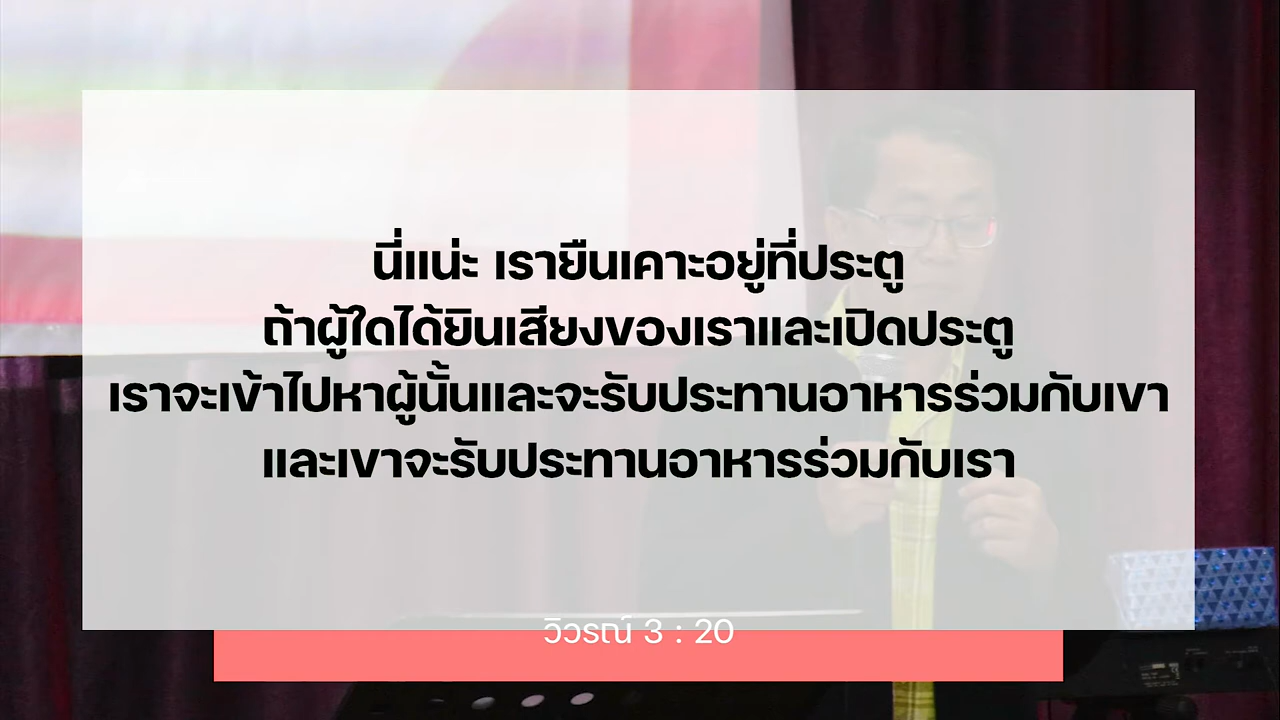 นี่แน่ะ เรายืนเคาะอยู่ที่ประตู
ถ้าผู้ใดได้ยินเสียงของเราและเปิดประตู
เราจะเข้าไปหาผู้นั้นและจะรับประทานอาหารร่วมกับเขา
และเขาจะรับประทานอาหารร่วมกับเรา
วิวรณ์ 3 : 20